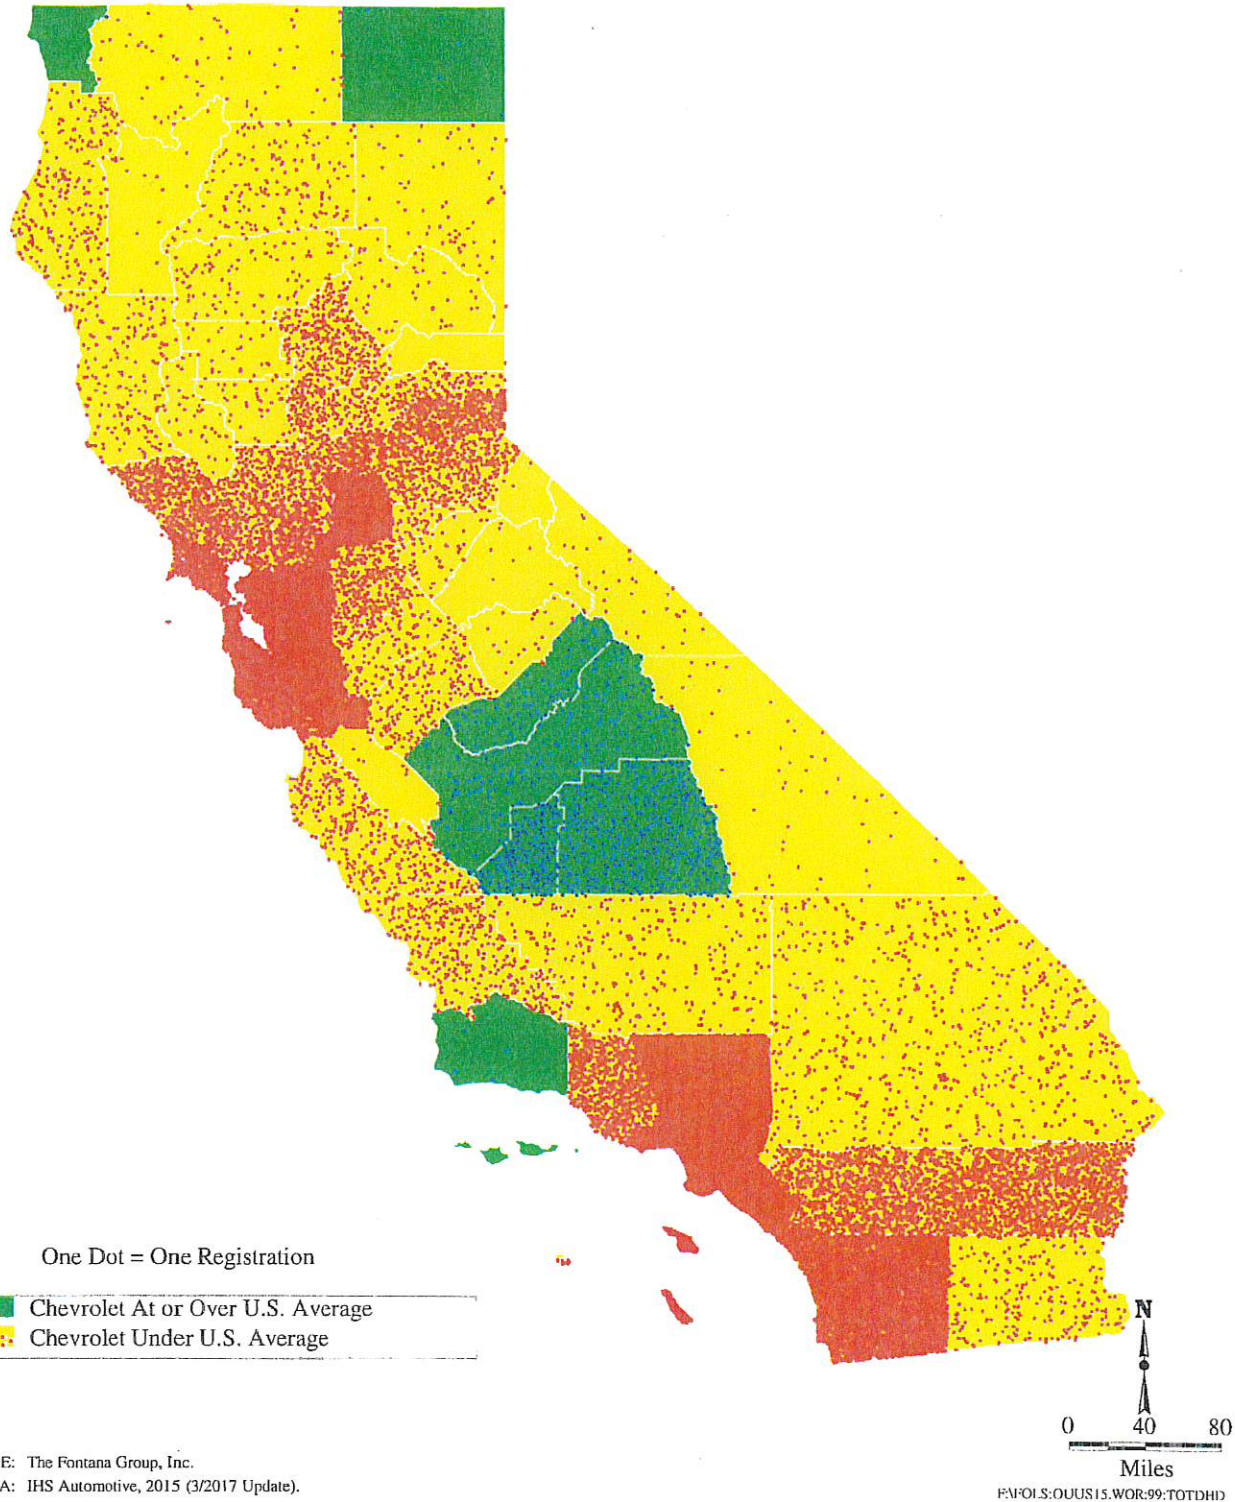 One Dot = One Registration
Chevrolet At or Over U.S. Average
Chevrolet Under U.S. Average
N
0 40 80
Miles
E: The Fontana Group, Inc.
A: IHS Automotive, 2015 (3/2017 Update).